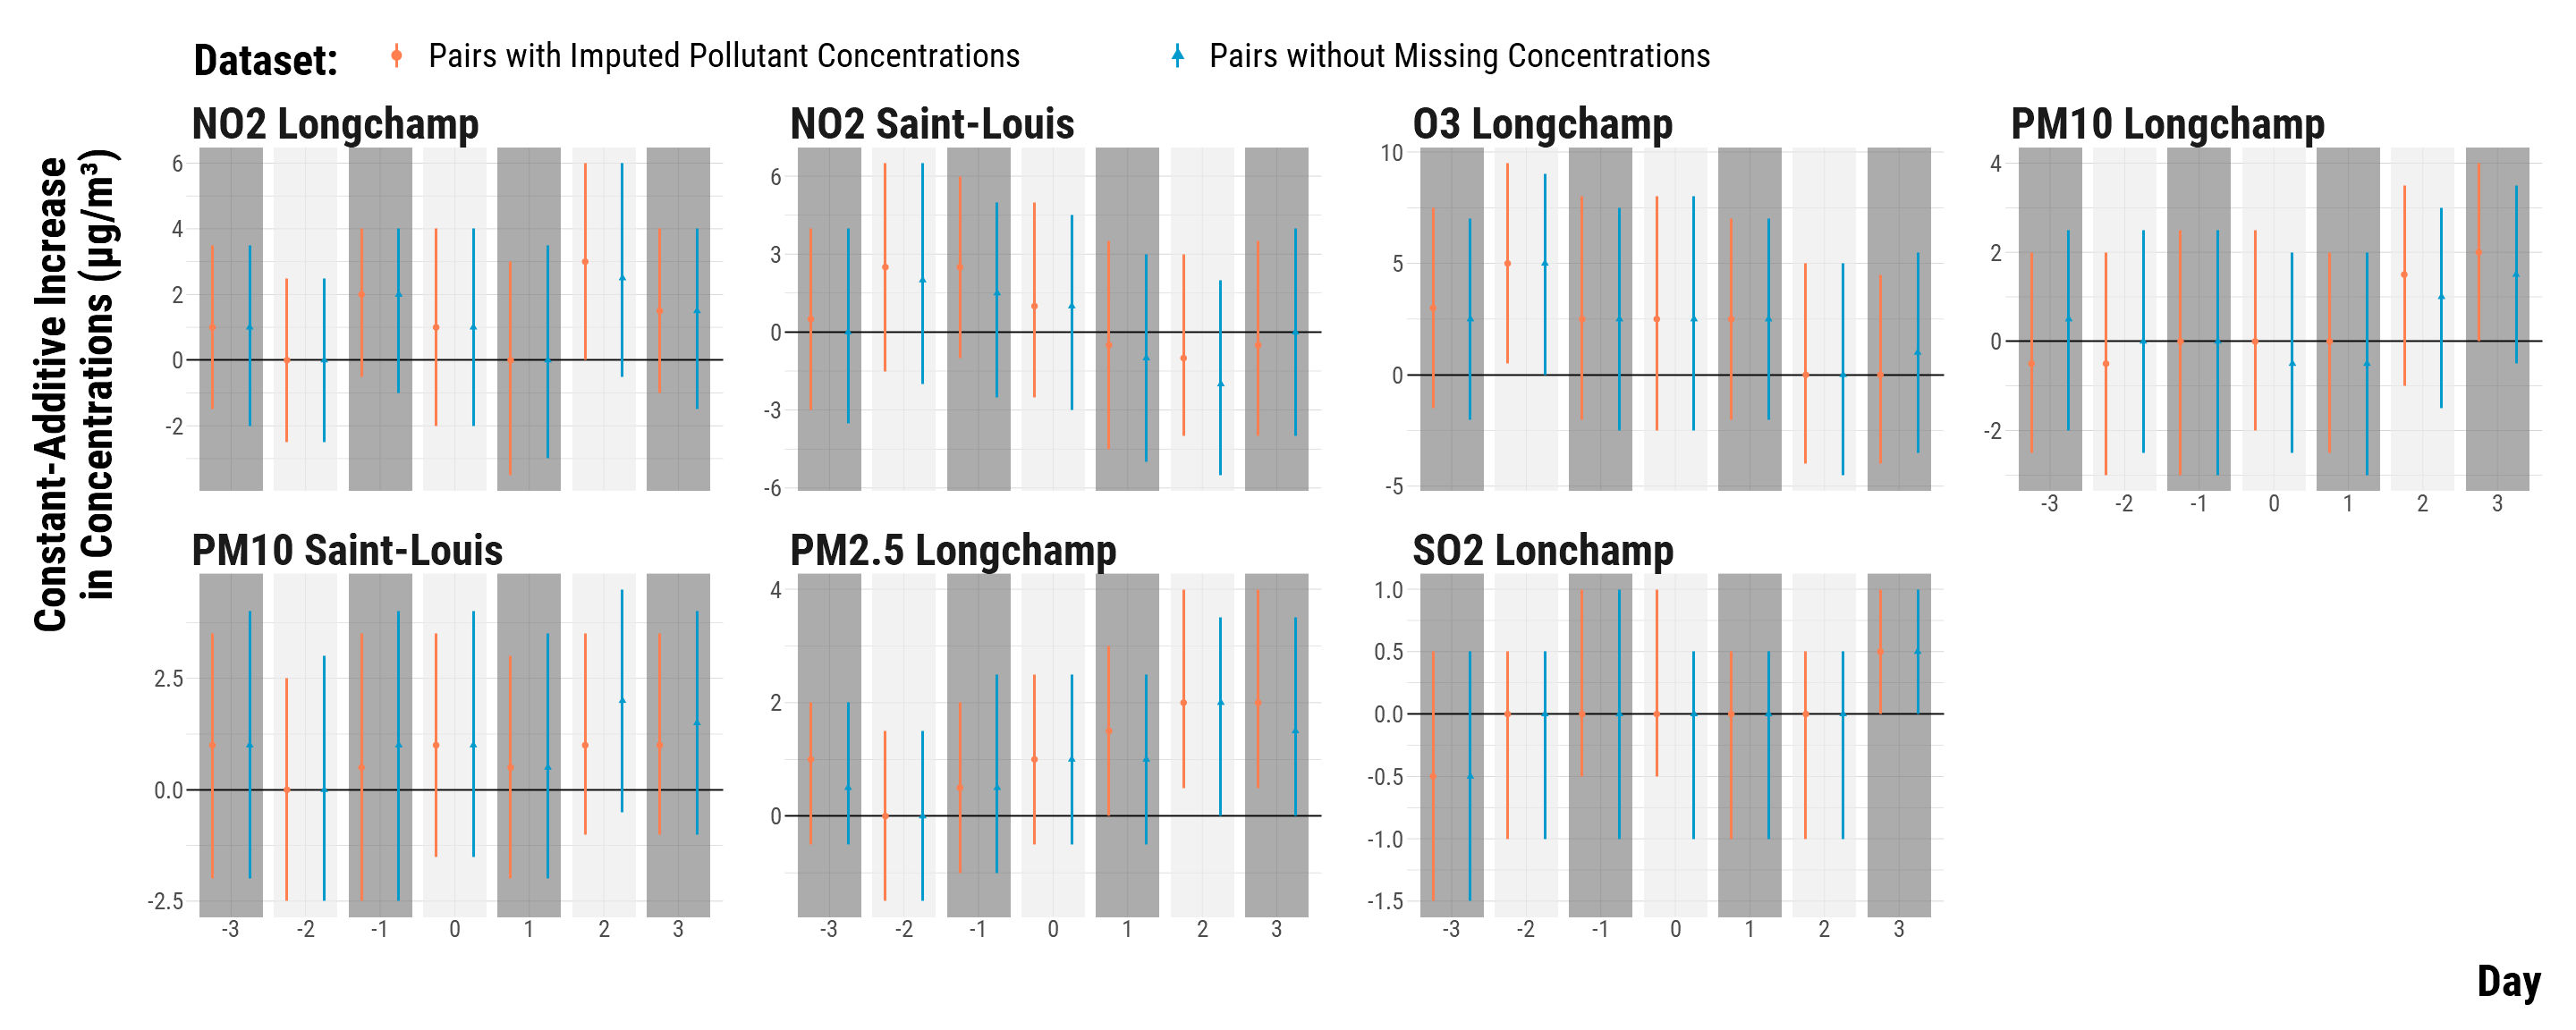 Dataset: Pairs with Imputed Pollutant Concentrations Pairs without Missing Concentrations
Constant-Additive Increase
in Concentrations (µg/m³)
NO2 Longchamp
6
4
2
0
-2
NO2 Saint-Louis
6
3
0
-3
-6
O3 Longchamp
10
5
0
-5
PM10 Longchamp
4
2
0
-2
-3 -2 -1 0 1 2 3
PM10 Saint-Louis
2.5
0.0
-2.5
-3 -2 -1 0 1 2 3
PM2.5 Longchamp
4
2
0
-3 -2 -1 0 1 2 3
SO2 Lonchamp
1.0
0.5
0.0
-0.5
-1.0
-1.5
-3 -2 -1 0 1 2 3
Day